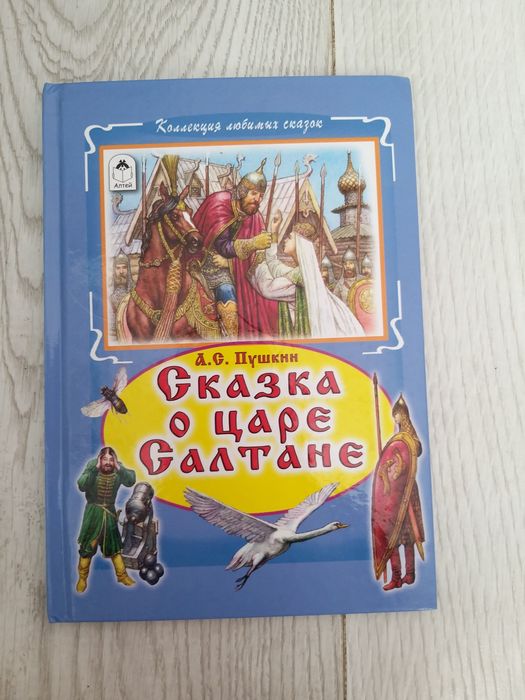 Коллекция любимых сказок
Алтей
А.С. Пушкин
Сказка
о царе
Салтане